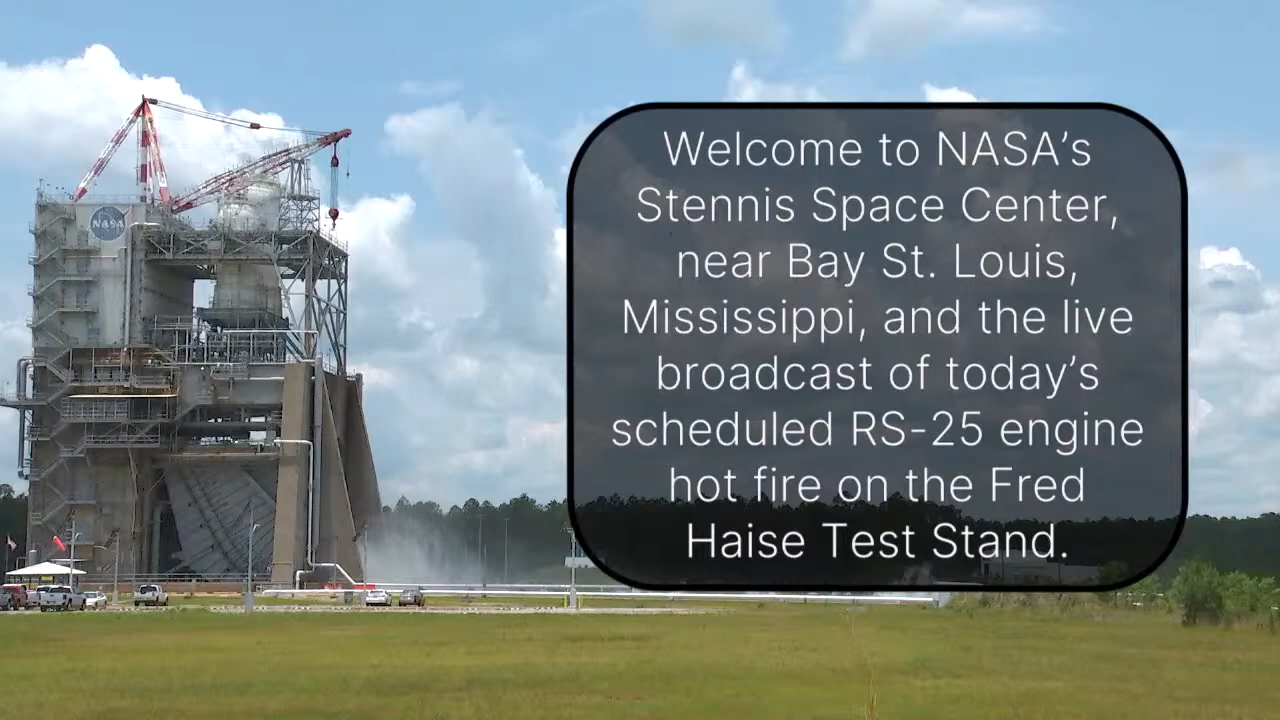 NASA
Welcome to NASA’s
Stennis Space Center,
near Bay St. Louis,
Mississippi, and the live
broadcast of today’s
scheduled RS-25 engine
hot fire on the Fred
Haise Test Stand.